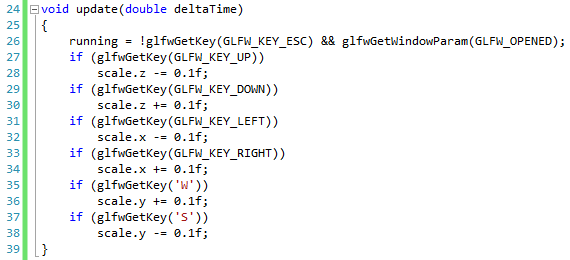 24 void update(double deltaTime)
25 {
26     running = !glfwGetKey(GLFW_KEY_ESC) && glfwGetWindowParam(GLFW_OPENED);
27     if (glfwGetKey(GLFW_KEY_UP))
28         scale.z -= 0.1f;
29     if (glfwGetKey(GLFW_KEY_DOWN))
30         scale.z += 0.1f;
31     if (glfwGetKey(GLFW_KEY_LEFT))
32         scale.x -= 0.1f;
33     if (glfwGetKey(GLFW_KEY_RIGHT))
34         scale.x += 0.1f;
35     if (glfwGetKey('W'))
36         scale.y += 0.1f;
37     if (glfwGetKey('S'))
38         scale.y -= 0.1f;
39 }